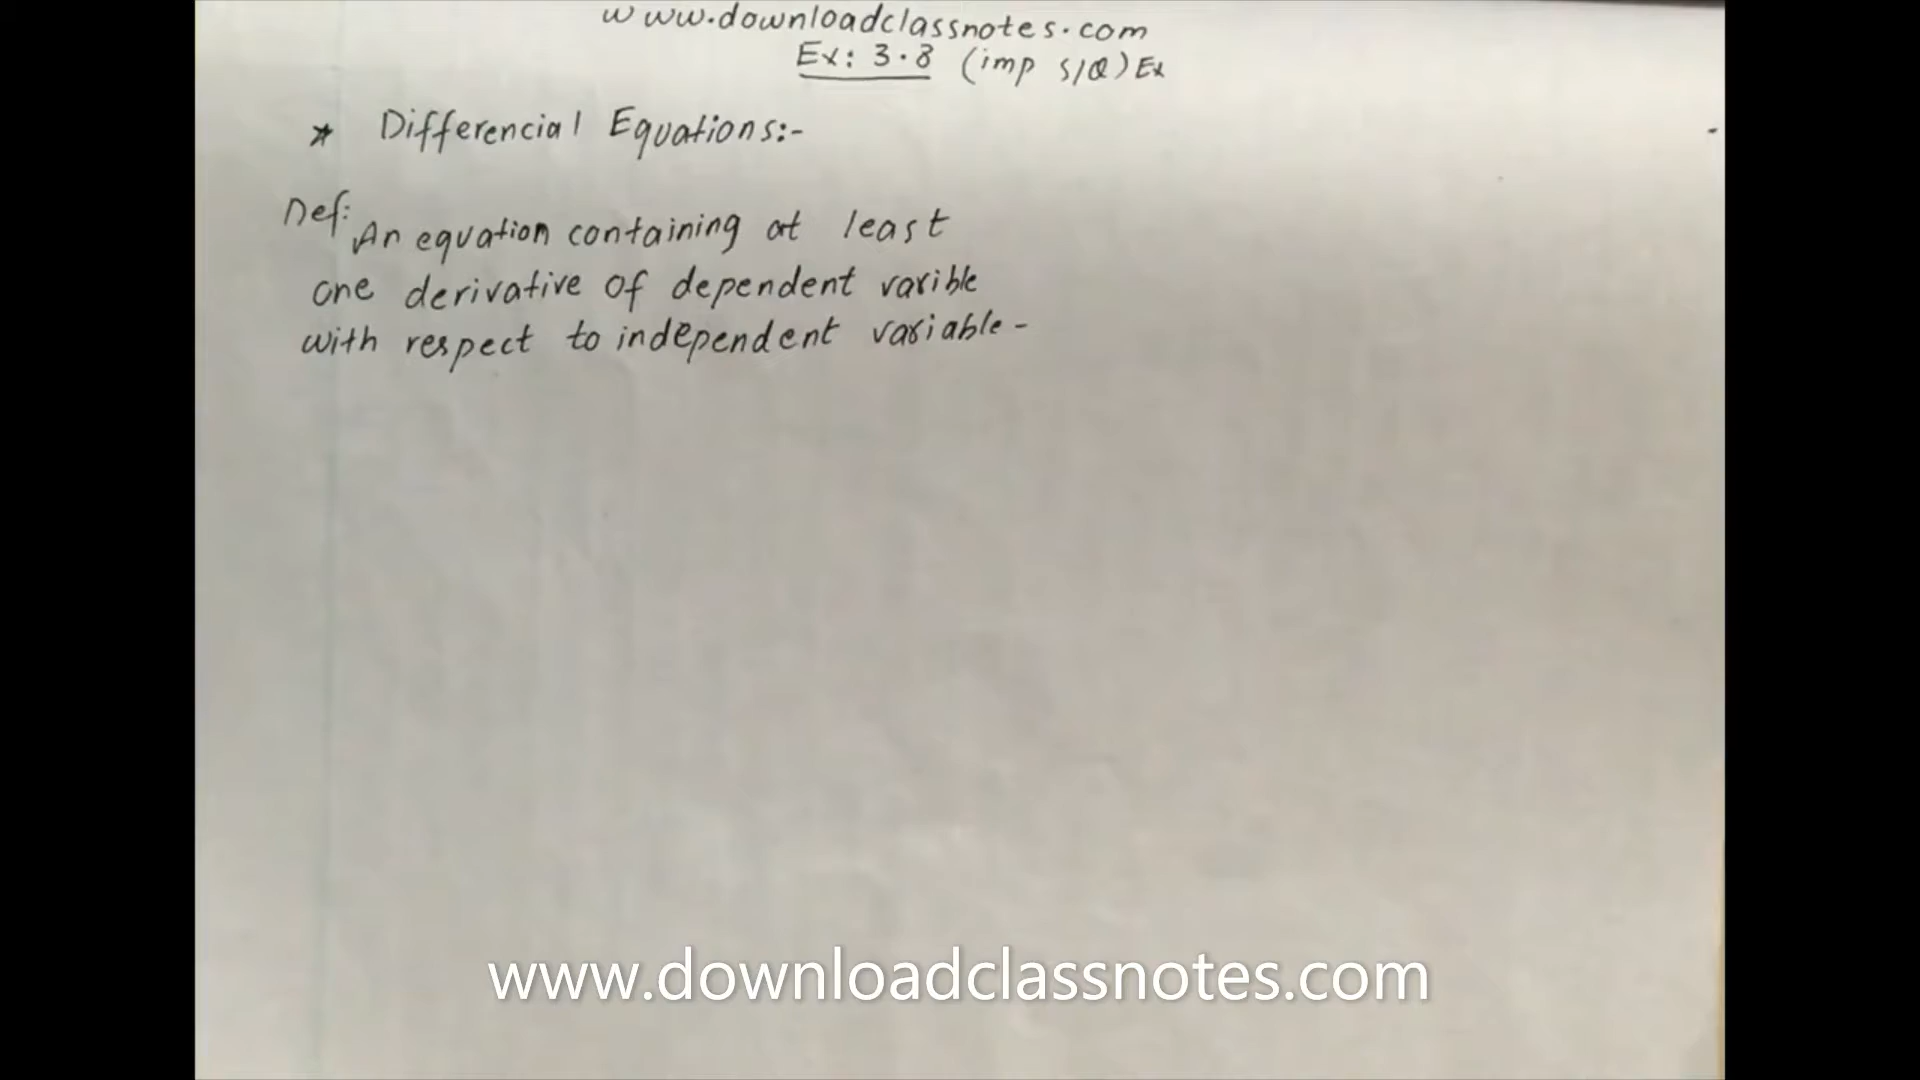 www.downloadclassnotes.com
Ex: 3.8 (imp S/Q) Ex
* Differencial Equations:-
Def: An equation containing at least
one derivative of dependent varible
with respect to independent variable-
www.downloadclassnotes.com